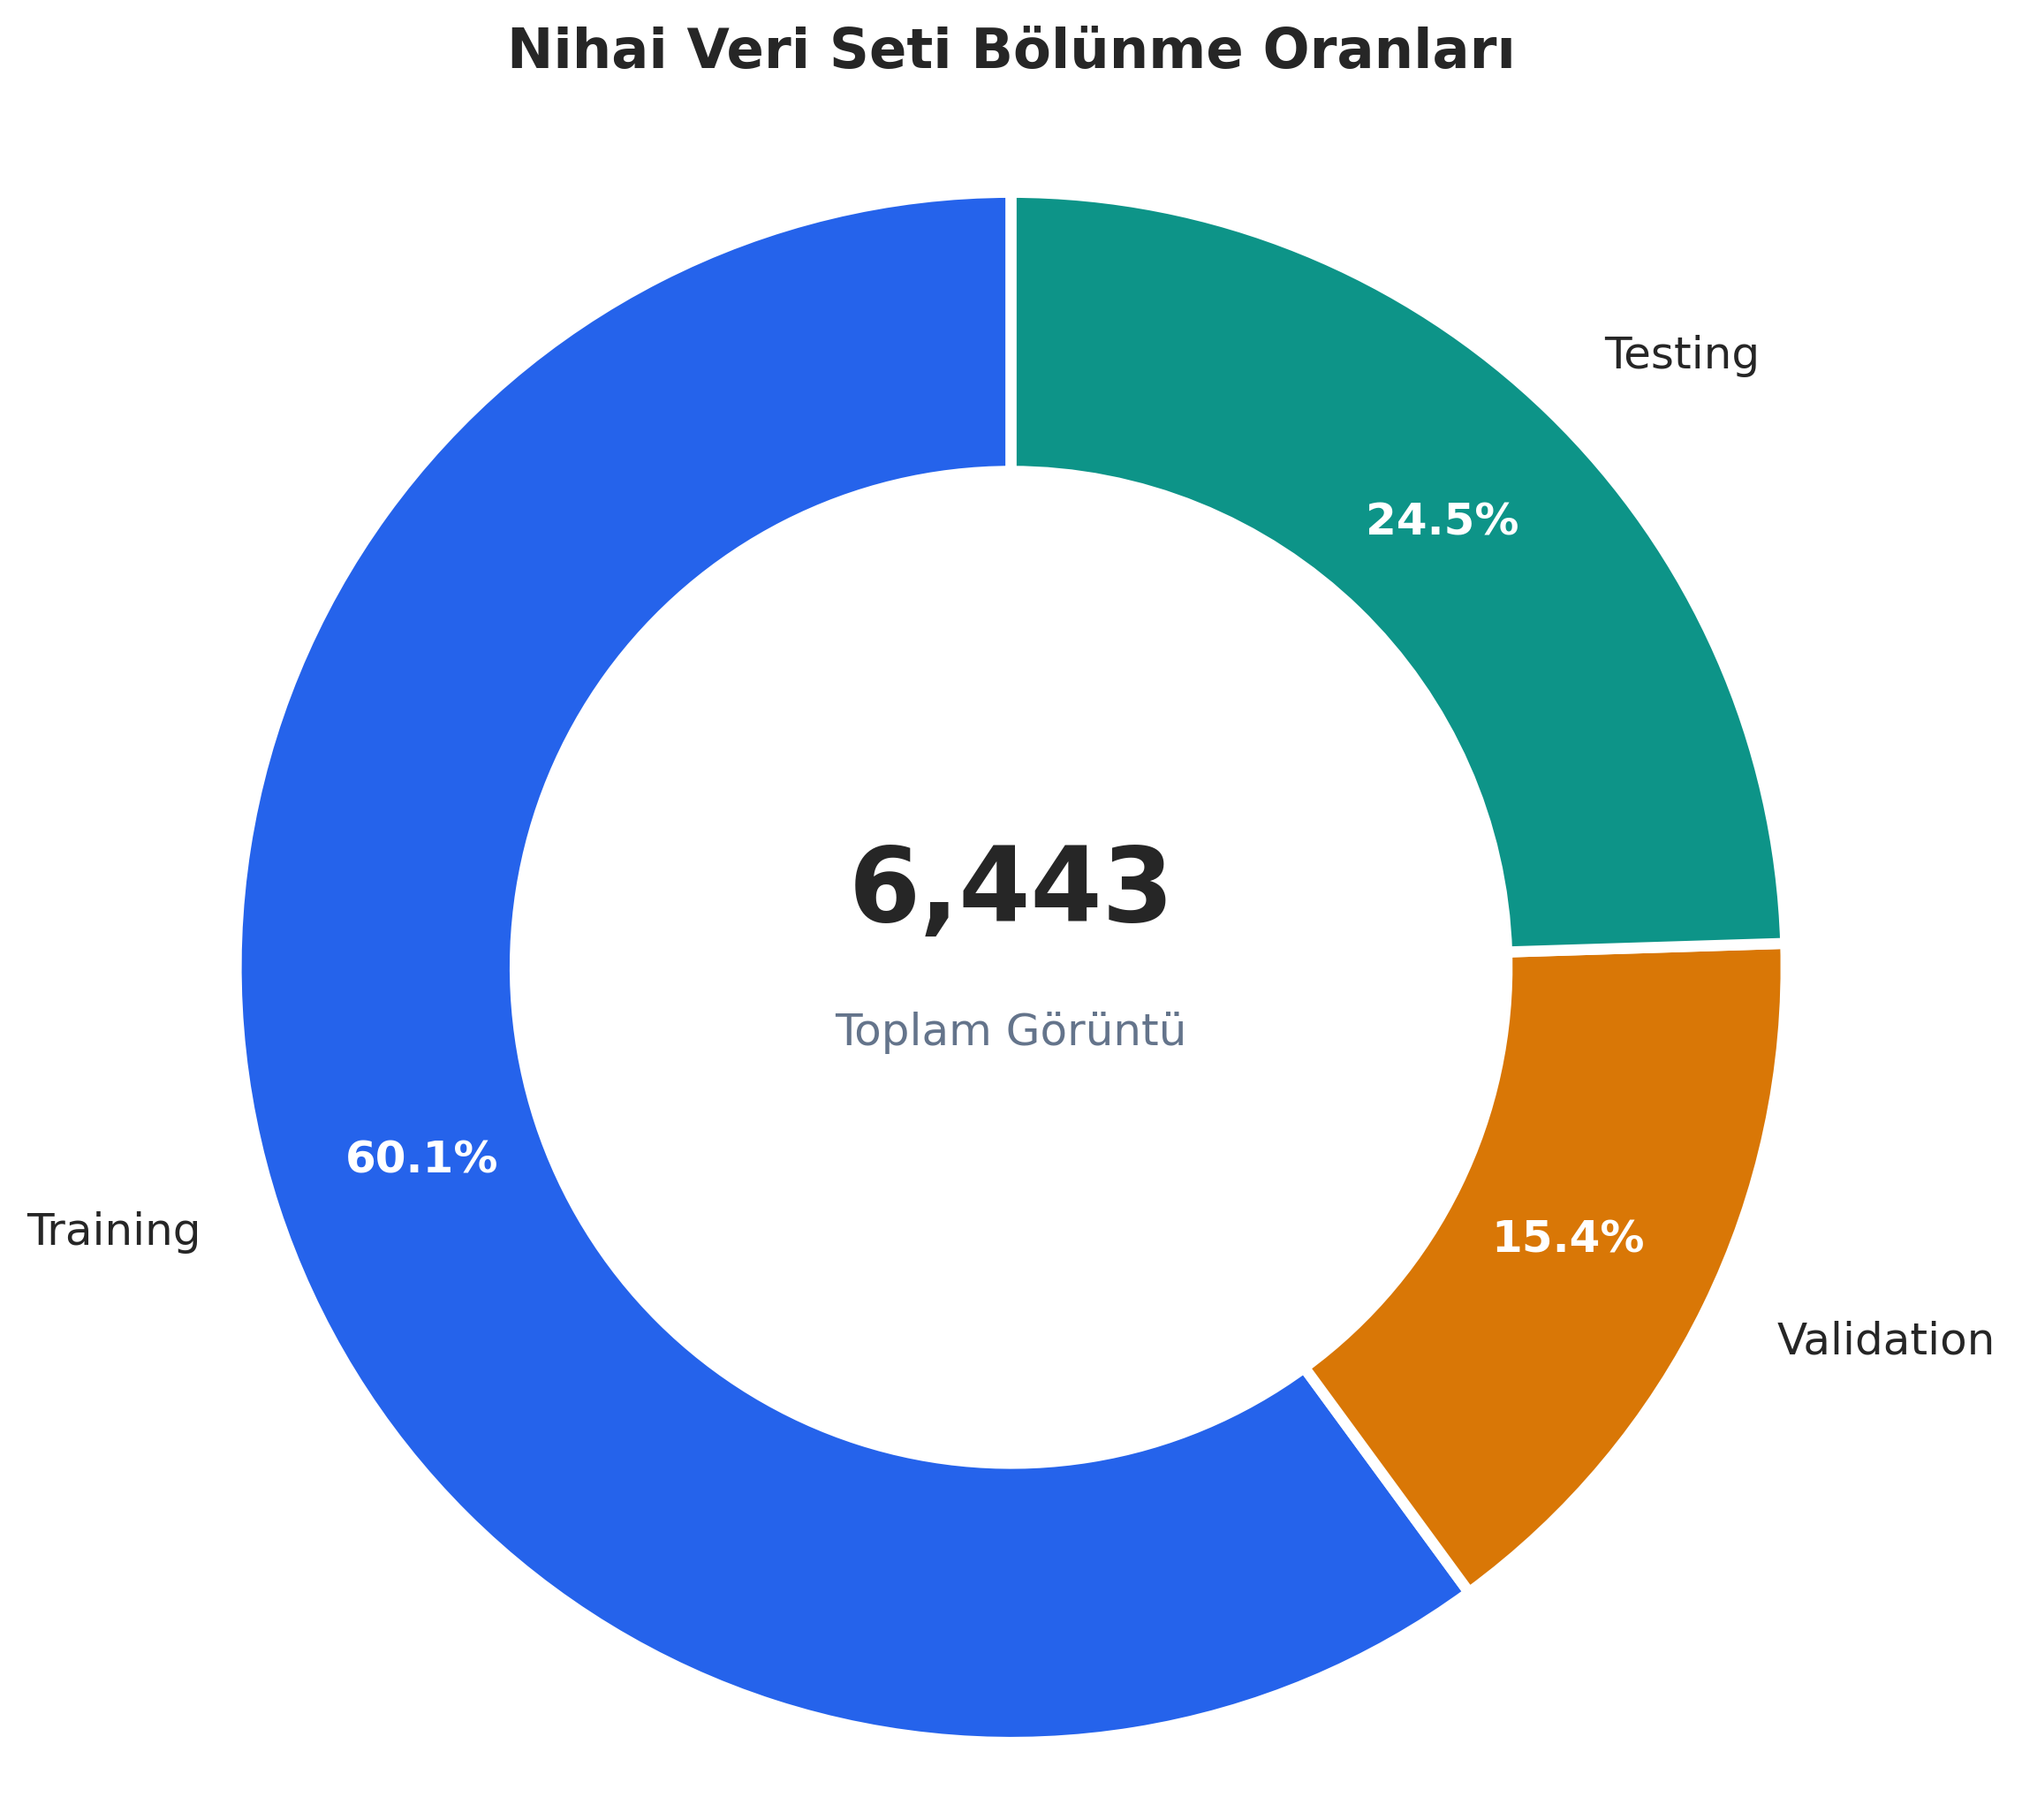 Nihai Veri Seti Bölünme Oranları
Testing
24.5%
6,443
Toplam Görüntü
60.1%
Training
15.4%
Validation